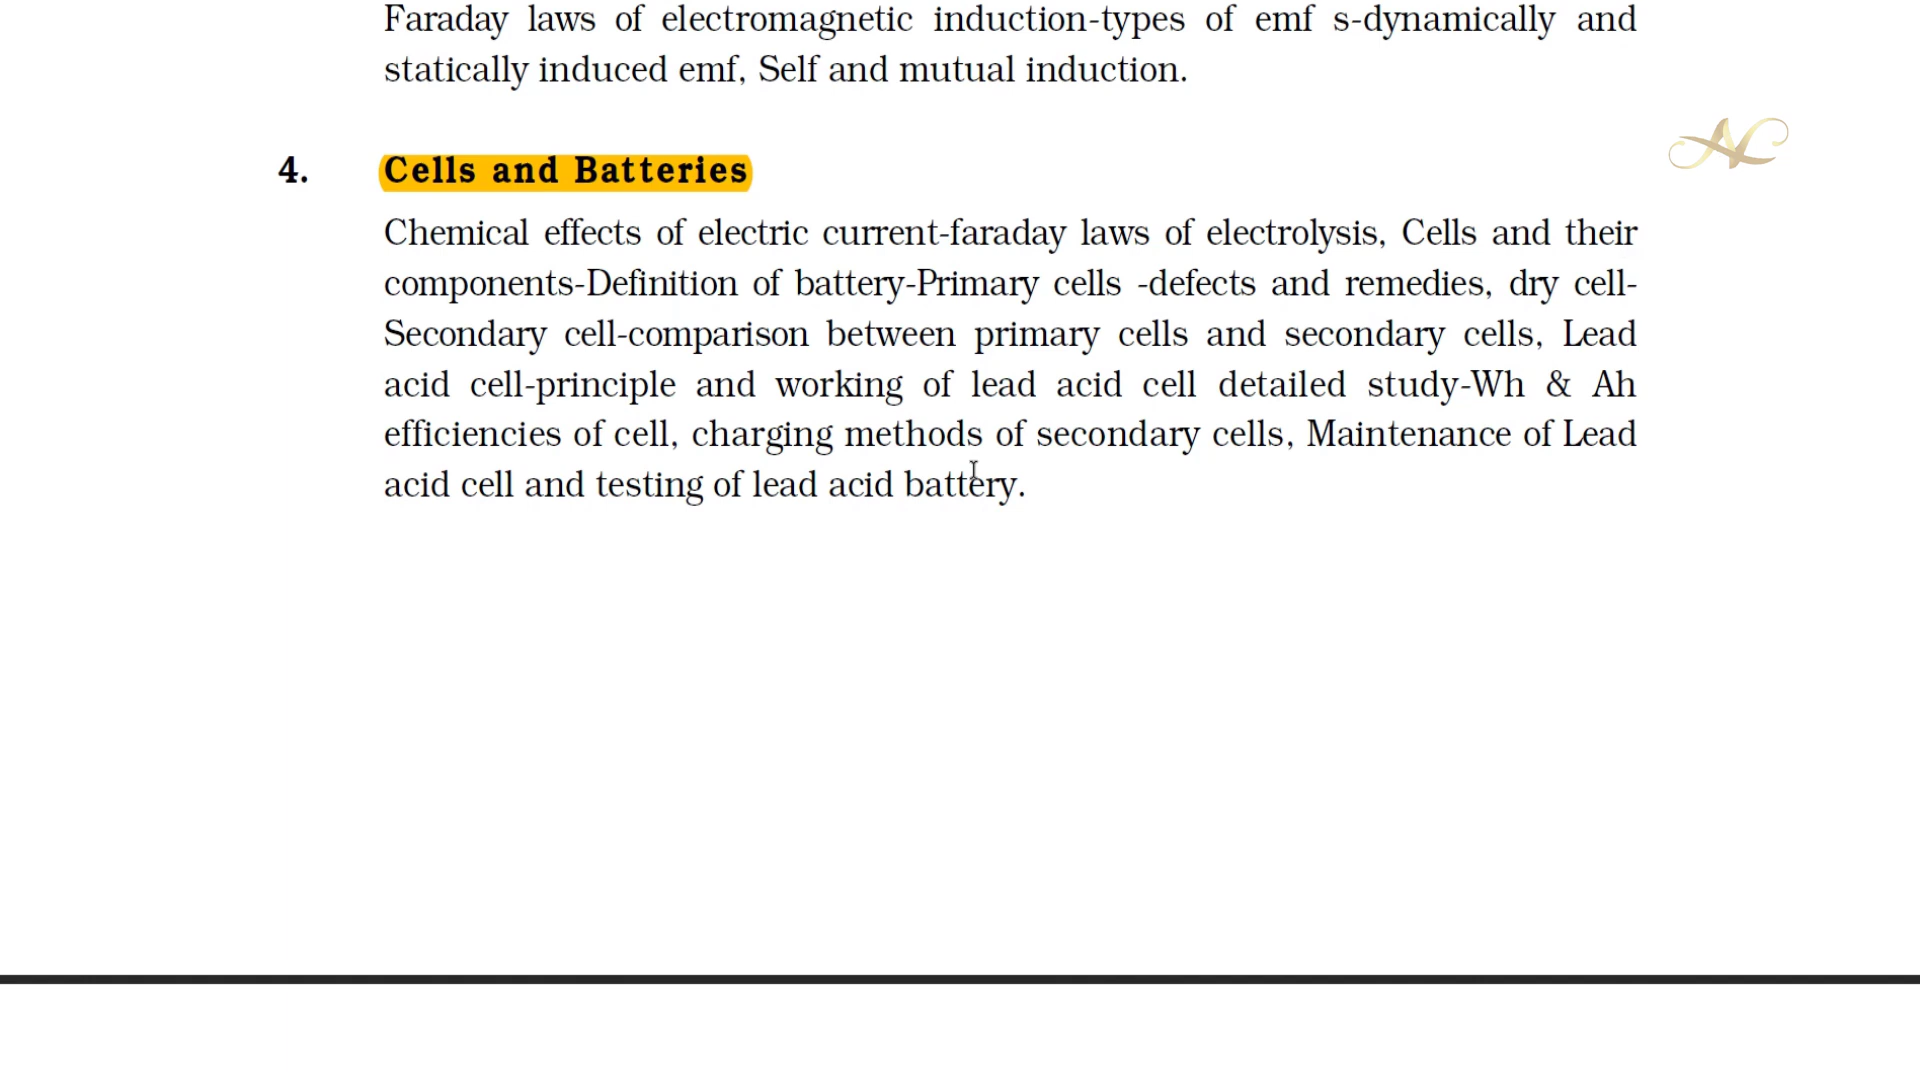 Faraday laws of electromagnetic induction-types of emf s-dynamically and
statically induced emf, Self and mutual induction.
4. Cells and Batteries
Chemical effects of electric current-faraday laws of electrolysis, Cells and their
components-Definition of battery-Primary cells -defects and remedies, dry cell-
Secondary cell-comparison between primary cells and secondary cells, Lead
acid cell-principle and working of lead acid cell detailed study-Wh & Ah
efficiencies of cell, charging methods of secondary cells, Maintenance of Lead
acid cell and testing of lead acid battery.
AC